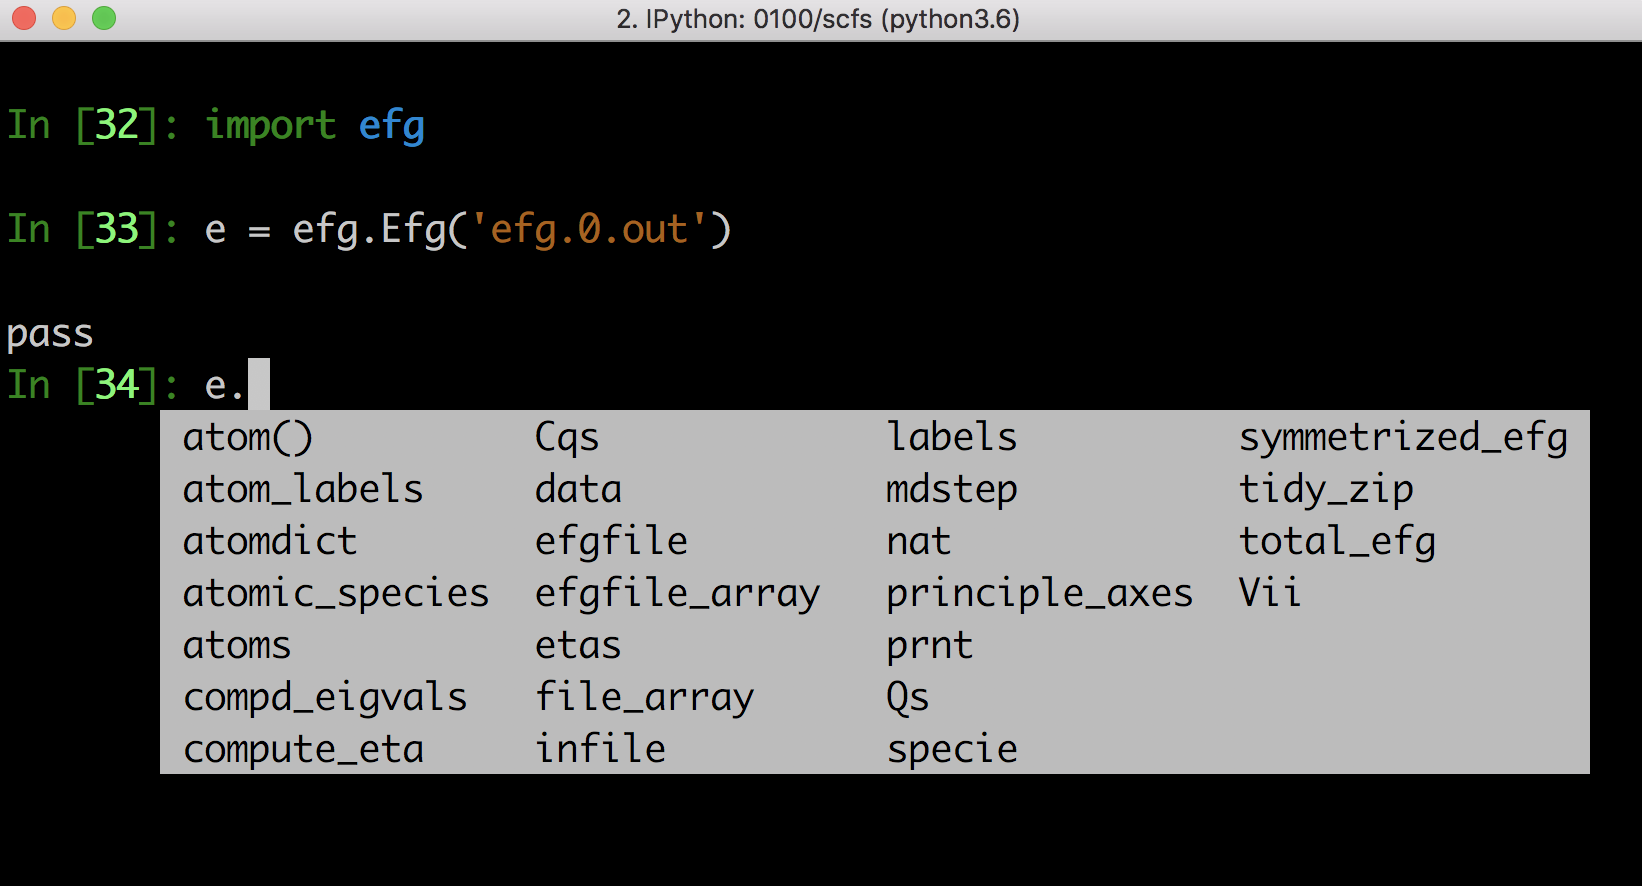 2. IPython: 0100/scfs (python3.6)
In [32]: import efg
In [33]: e = efg.Efg('efg.0.out')
pass
In [34]: e.
atom() Cqs labels symmetrized_efg
atom_labels data mdstep tidy_zip
atomdict efgfile nat total_efg
atomic_species efgfile_array principle_axes Vii
atoms etas prnt
compd_eigvals file_array Qs
compute_eta infile specie